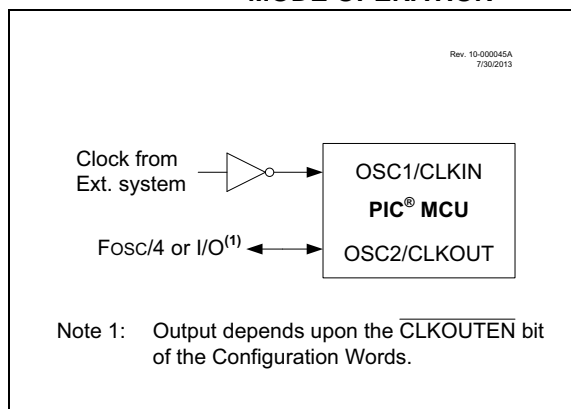 MODE OPERATION
Rev. 10-000045A
7/30/2013
Clock from
Ext. system
OSC1/CLKIN
PIC® MCU
FOSC/4 or I/O(1)
OSC2/CLKOUT
Note 1: Output depends upon the CLKOUTEN bit
of the Configuration Words.